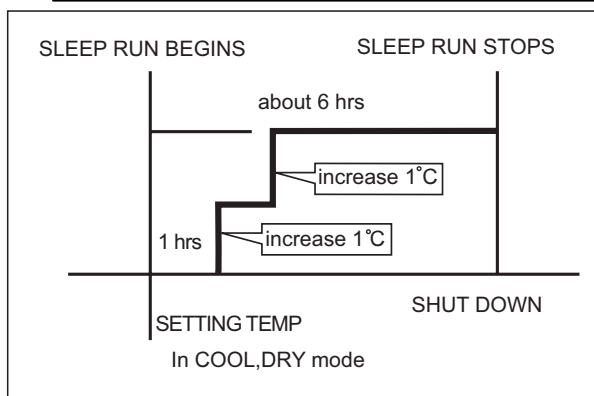 SLEEP RUN BEGINS
SLEEP RUN STOPS
about 6 hrs
increase 1°C
1 hrs
increase 1°C
SHUT DOWN
SETTING TEMP
In COOL,DRY mode